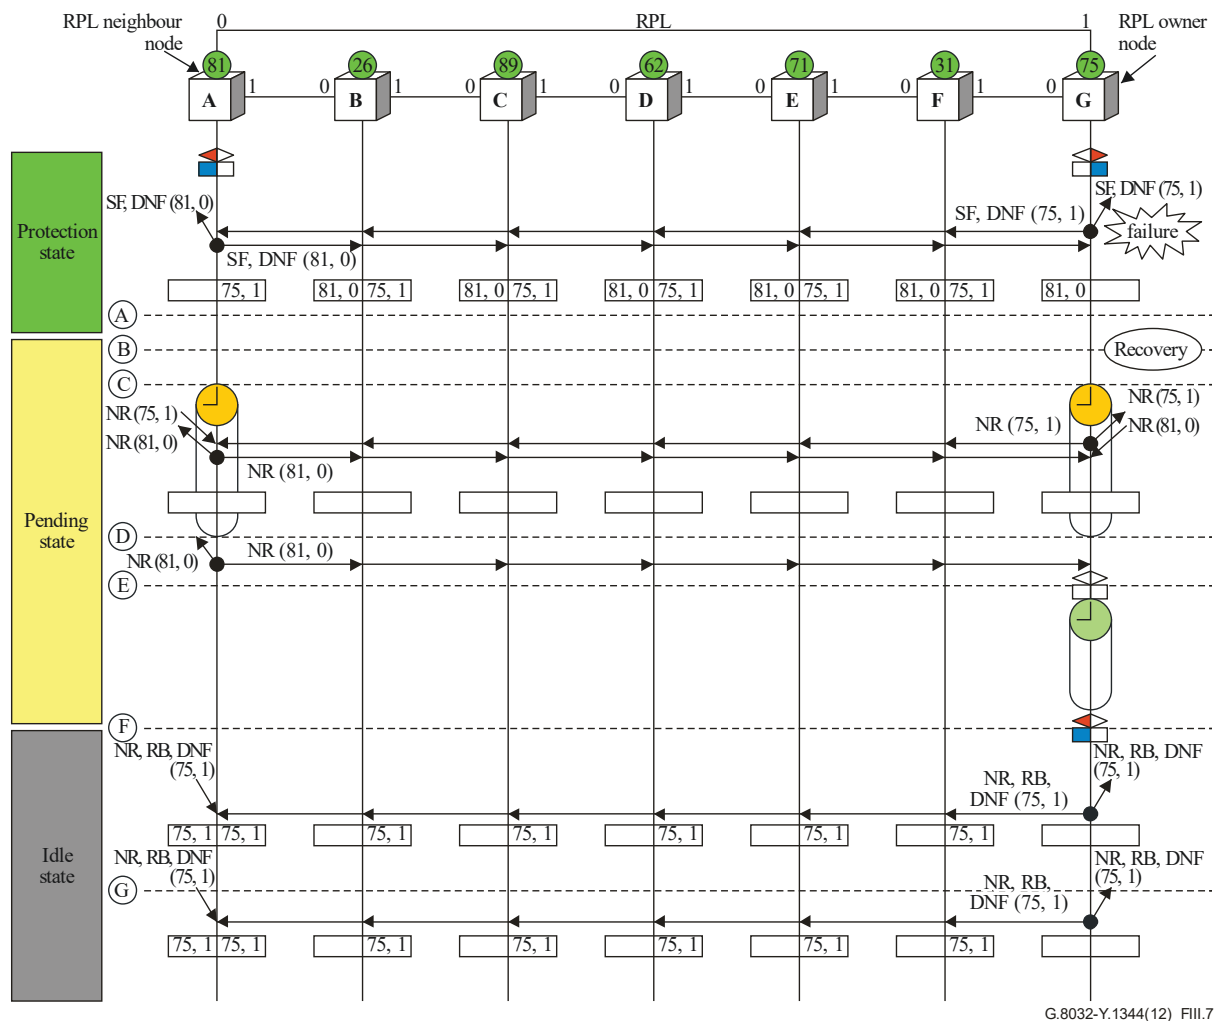 RPL neighbour
node
0
RPL
1
RPL owner
node
81
26
89
62
71
31
75
A
1
0
B
1
0
C
1
0
D
1
0
E
1
0
F
1
0
G
SF, DNF (81, 0)
SF, DNF (75, 1)
SF, DNF (75, 1)
Protection
state
failure
SF, DNF (81, 0)
75, 1
81, 0 75, 1
81, 0 75, 1
81, 0 75, 1
81, 0 75, 1
81, 0 75, 1
81, 0
A
B
Recovery
C
NR (75, 1)
NR (75, 1)
NR (81, 0)
NR (75, 1)
NR (81, 0)
NR (81, 0)
Pending
state
D
NR (81, 0)
NR (81, 0)
E
F
NR, RB, DNF
(75, 1)
NR, RB,
DNF (75, 1)
NR, RB, DNF
(75, 1)
75, 1 75, 1
75, 1
75, 1
75, 1
75, 1
75, 1
Idle
state
NR, RB, DNF
(75, 1)
NR, RB,
DNF (75, 1)
NR, RB, DNF
(75, 1)
G
75, 1 75, 1
75, 1
75, 1
75, 1
75, 1
75, 1
G.8032-Y.1344(12)_FIII.7